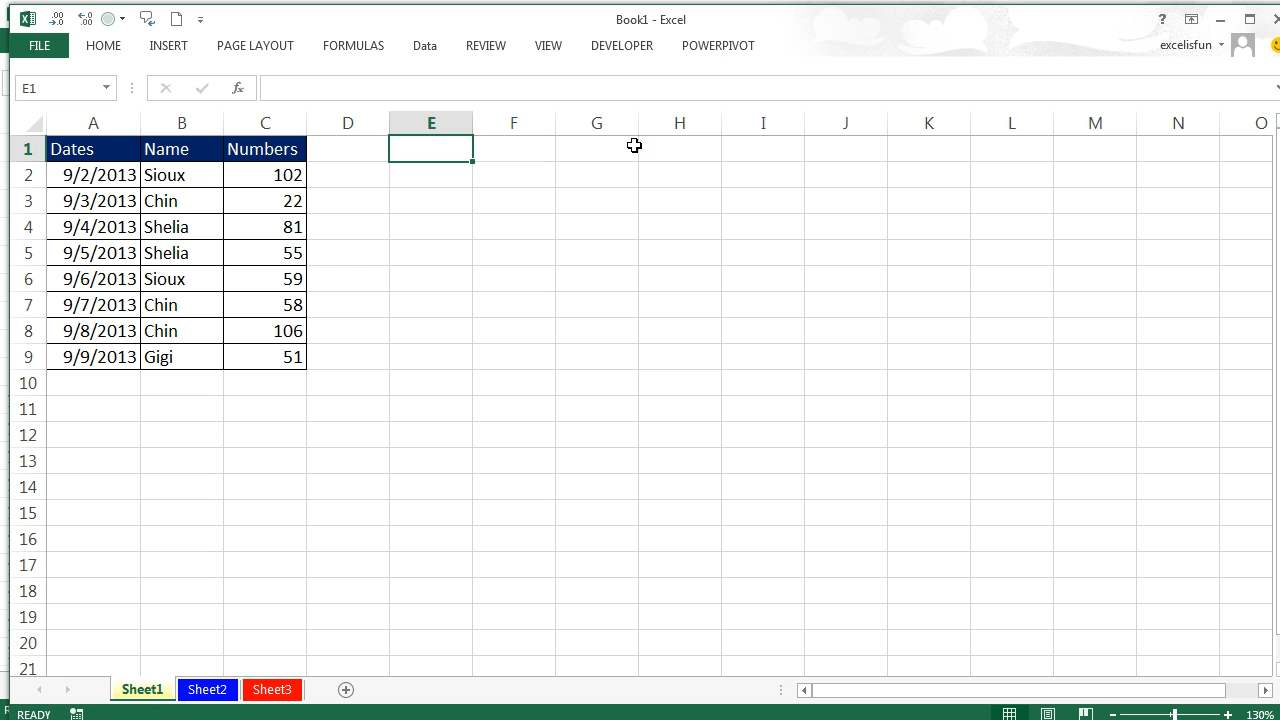 Book1 - Excel
?
FILE HOME INSERT PAGE LAYOUT FORMULAS Data REVIEW VIEW DEVELOPER POWERPIVOT excelisfun
E1 fx
A B C D E F G H I J K L M N O
1 Dates Name Numbers
2 9/2/2013 Sioux 102
3 9/3/2013 Chin 22
4 9/4/2013 Shelia 81
5 9/5/2013 Shelia 55
6 9/6/2013 Sioux 59
7 9/7/2013 Chin 58
8 9/8/2013 Chin 106
9 9/9/2013 Gigi 51
10
11
12
13
14
15
16
17
18
19
20
21
Sheet1 Sheet2 Sheet3
READY 130%